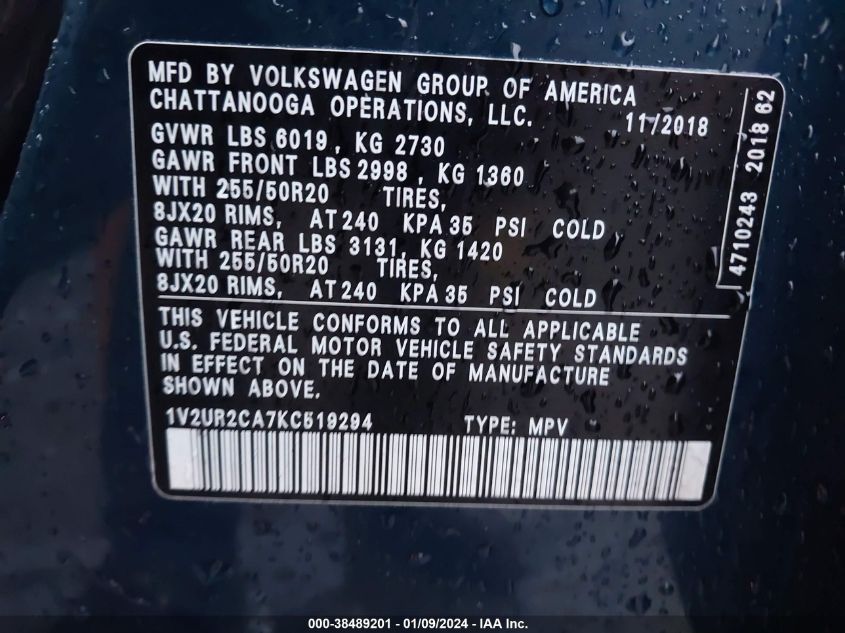 MFD BY VOLKSWAGEN GROUP OF AMERICA
CHATTANOOGA OPERATIONS, LLC. 11/2018
GVWR LBS 6019 , KG 2730
GAWR FRONT LBS 2998 , KG 1360
WITH 255/50R20 TIRES,
8JX20 RIMS, AT 240 KPA 35 PSI COLD
GAWR REAR LBS 3131, KG 1420
WITH 255/50R20 TIRES,
8JX20 RIMS, AT 240 KPA 35 PSI COLD
4710243 2018 62
THIS VEHICLE CONFORMS TO ALL APPLICABLE
U.S. FEDERAL MOTOR VEHICLE SAFETY STANDARDS
IN EFFECT ON THE DATE OF MANUFACTURE
SHOWN ABOVE.
1V2UR2CA7KC519294 TYPE: MPV
000-38489201 - 01/09/2024 - IAA Inc.